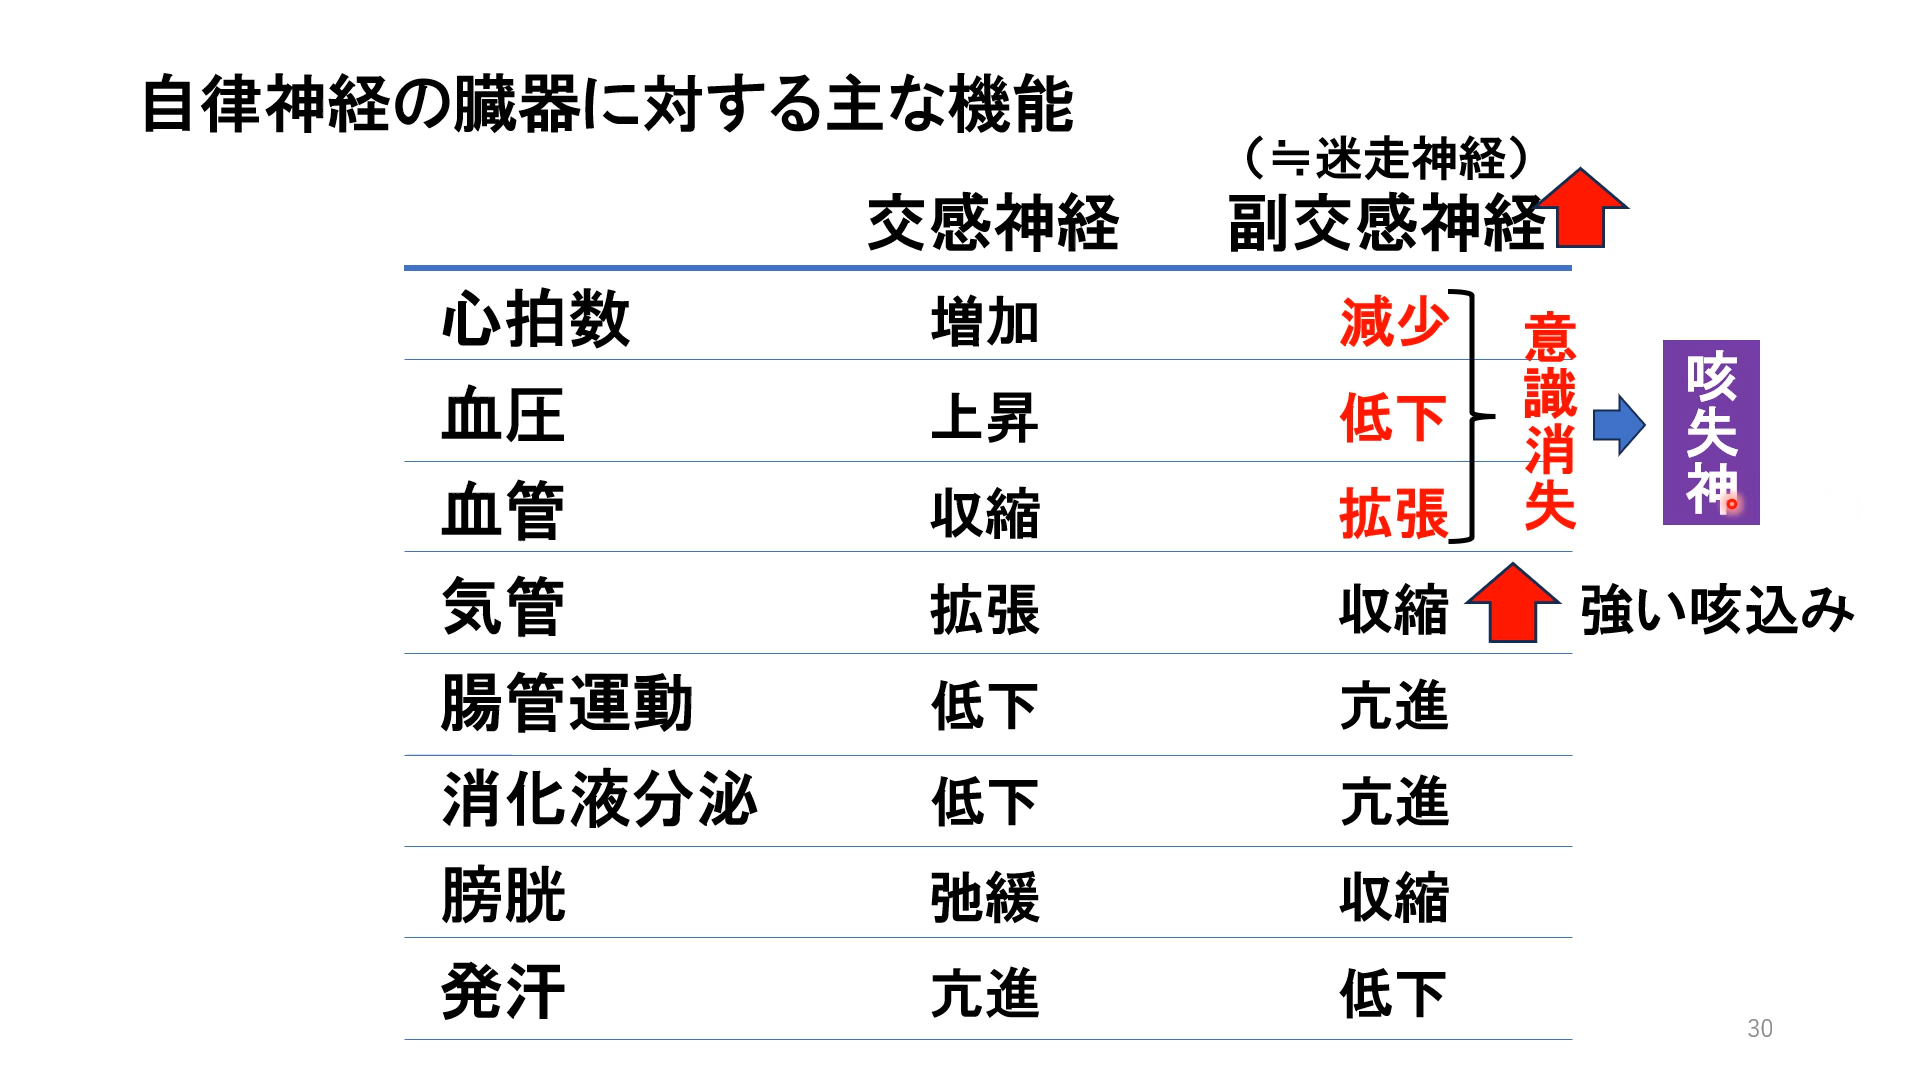 自律神経の臓器に対する主な機能
（≒迷走神経）
交感神経 副交感神経
心拍数 増加 減少
血圧 上昇 低下
血管 収縮 拡張
意識消失
咳失神
気管 拡張 収縮 強い咳込み
腸管運動 低下 亢進
消化液分泌 低下 亢進
膀胱 弛緩 収縮
発汗 亢進 低下
30